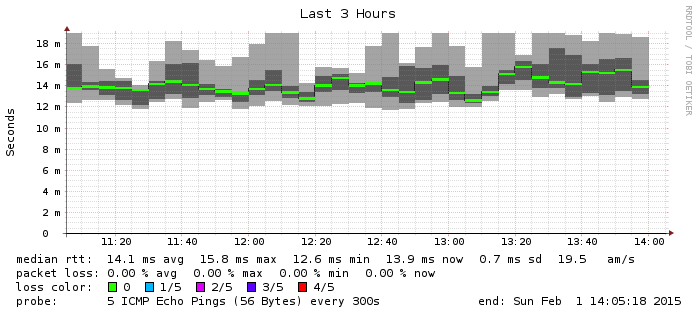 Last 3 Hours
RRDTOOL / TOBI OETIKER
Seconds
18 m
16 m
14 m
12 m
10 m
8 m
6 m
4 m
2 m
0
11:20 11:40 12:00 12:20 12:40 13:00 13:20 13:40 14:00
median rtt: 14.1 ms avg 15.8 ms max 12.6 ms min 13.9 ms now 0.7 ms sd 19.5 am/s
packet loss: 0.00 % avg 0.00 % max 0.00 % min 0.00 % now
loss color: 0 1/5 2/5 3/5 4/5
probe: 5 ICMP Echo Pings (56 Bytes) every 300s end: Sun Feb 1 14:05:18 2015